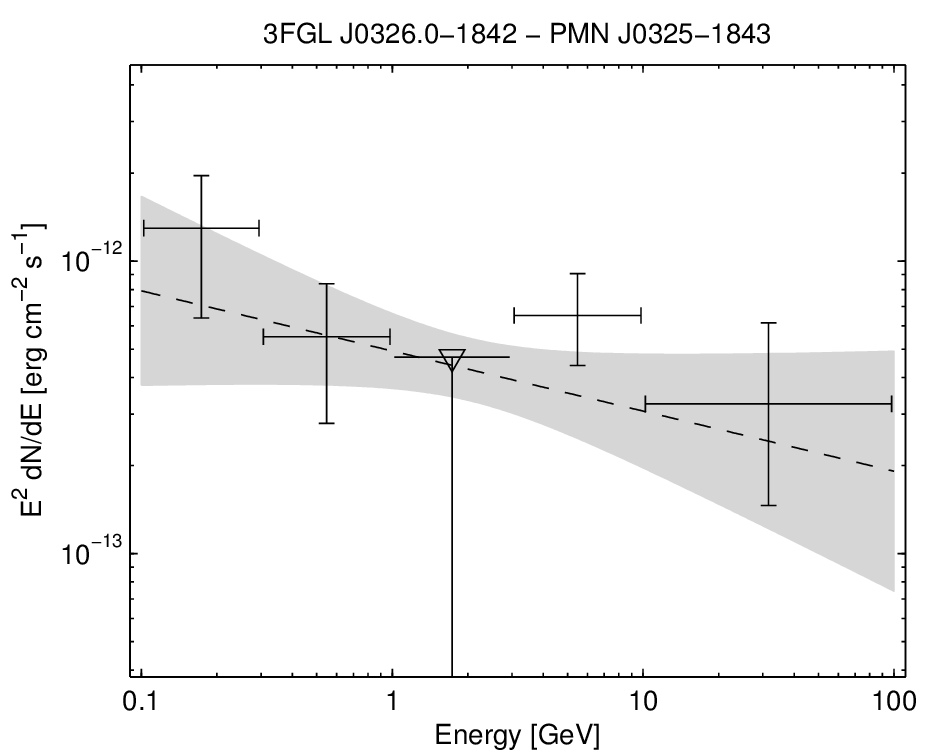 3FGL J0326.0−1842 − PMN J0325−1843
E² dN/dE [erg cm⁻² s⁻¹]
10⁻¹²
10⁻¹³
0.1 1 10 100
Energy [GeV]